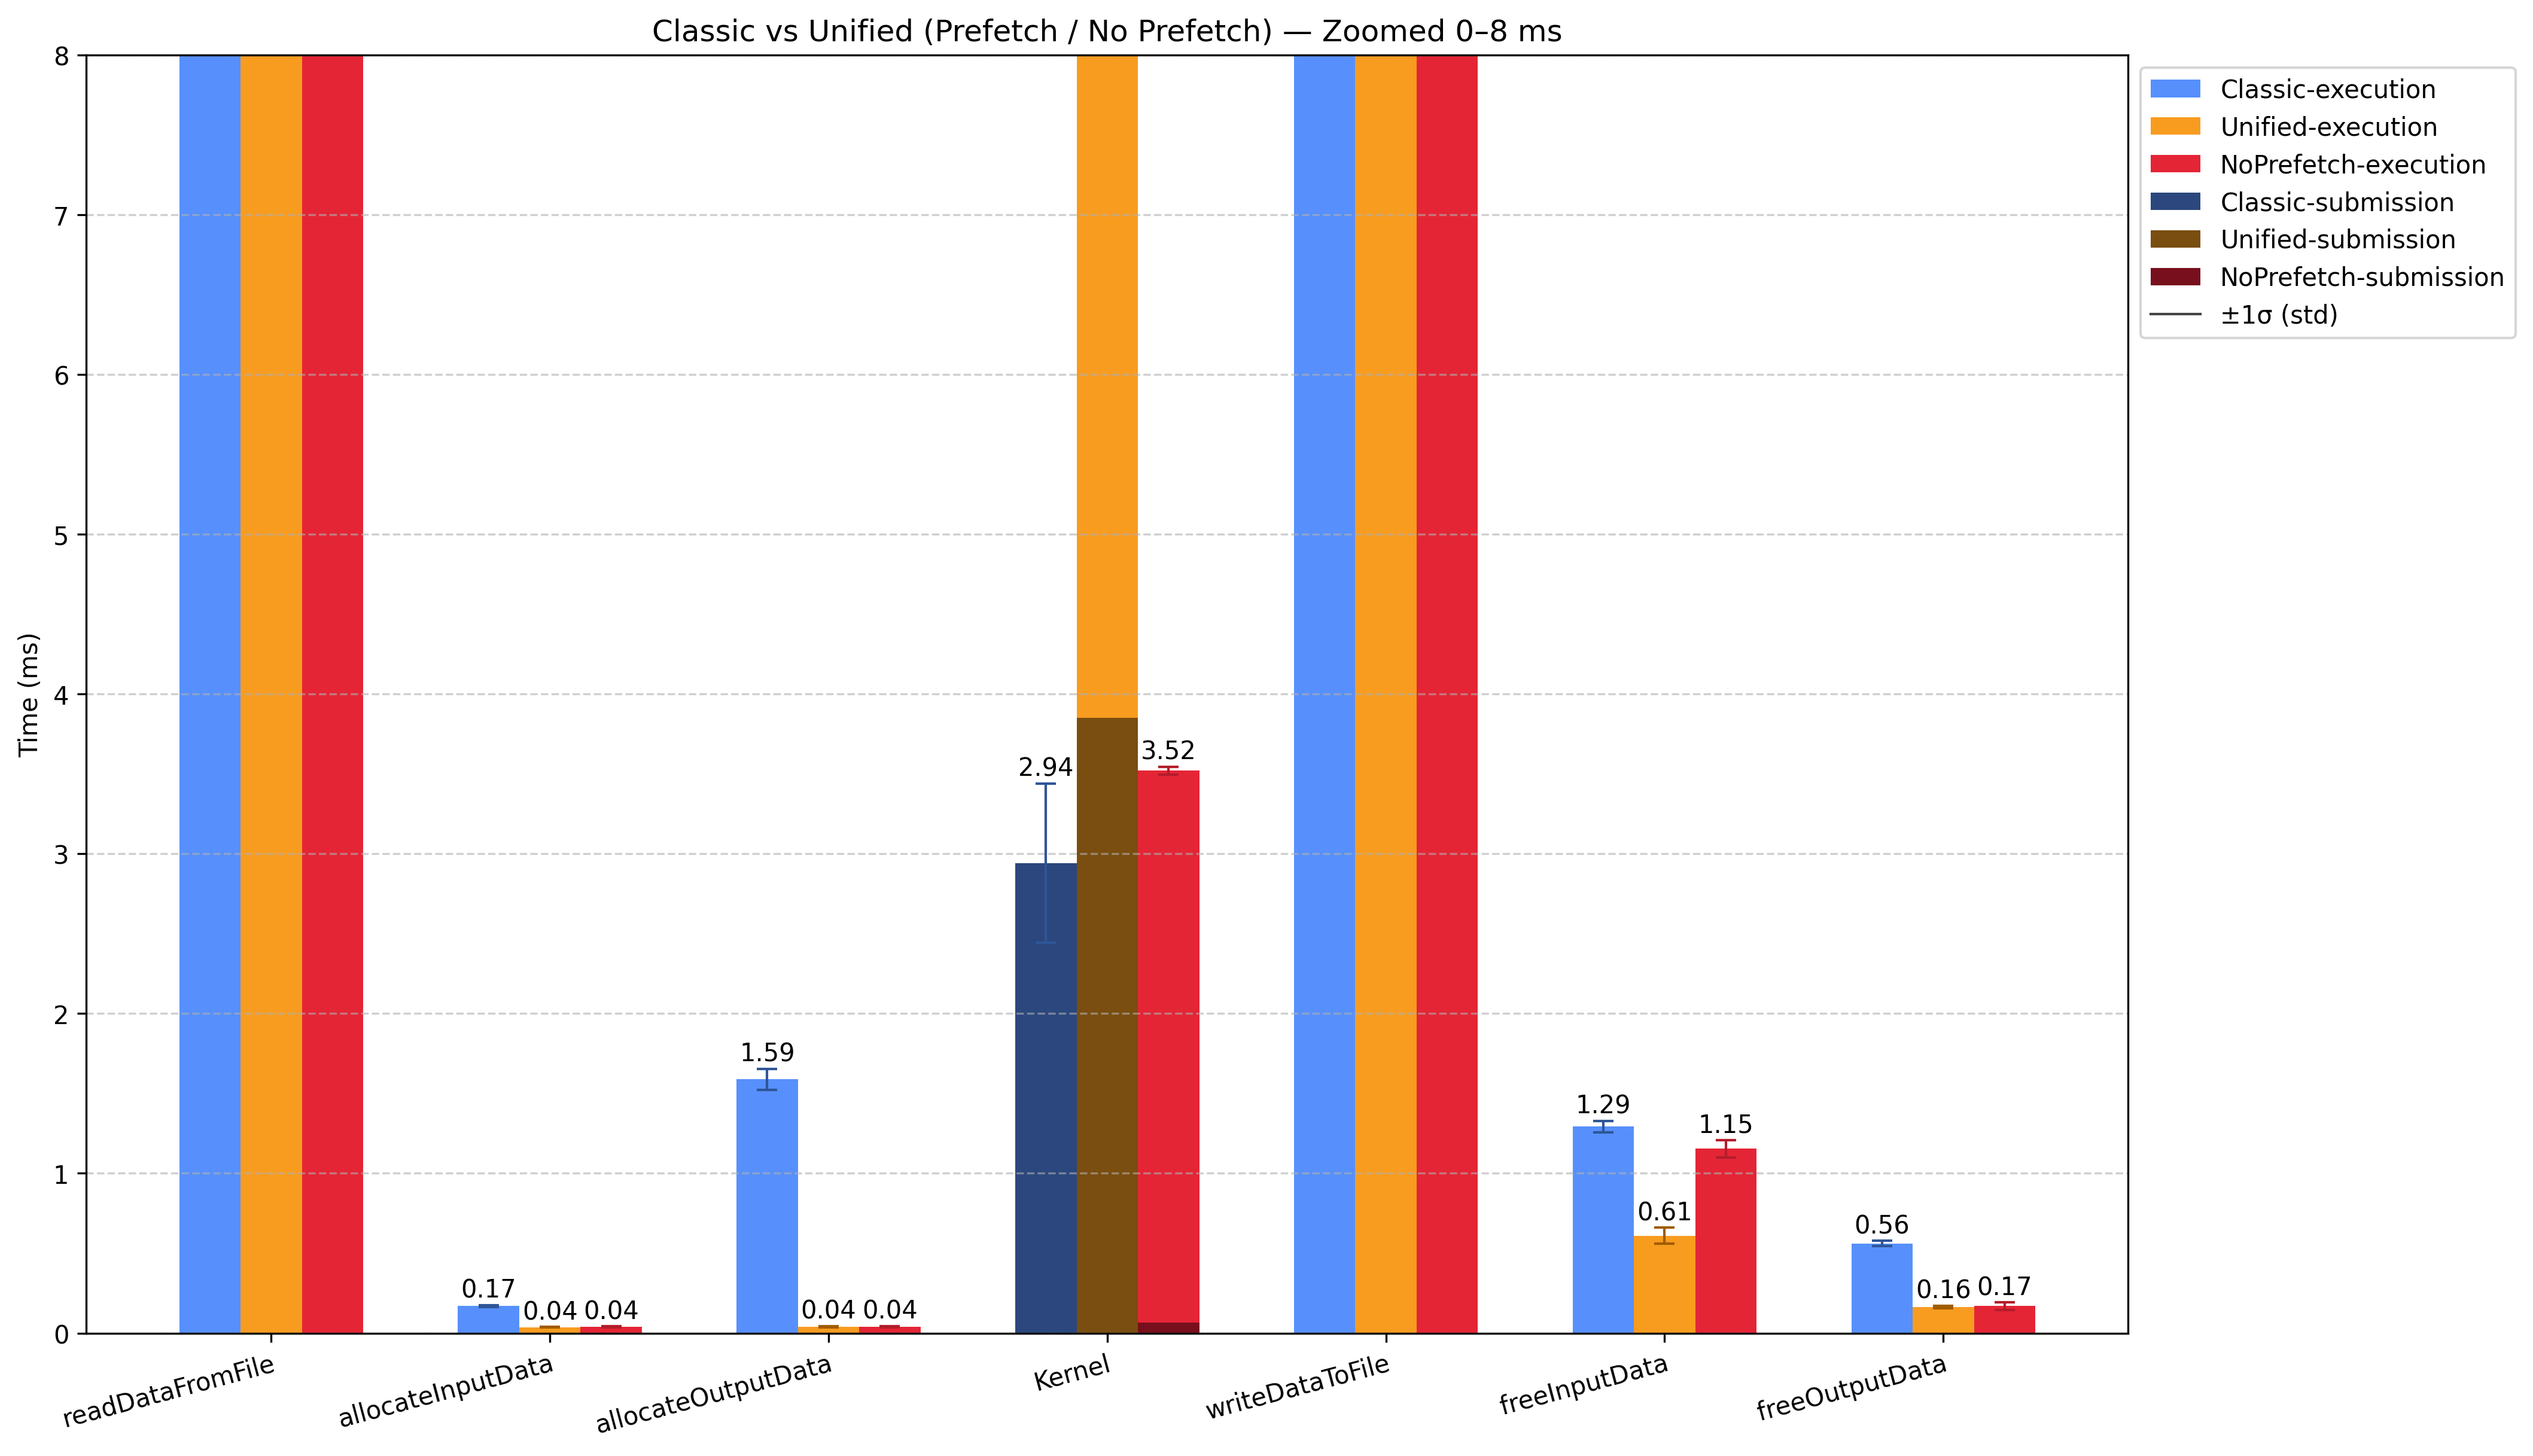 Classic vs Unified (Prefetch / No Prefetch) — Zoomed 0–8 ms
Classic-execution
Unified-execution
NoPrefetch-execution
Classic-submission
Unified-submission
NoPrefetch-submission
±1σ (std)
Time (ms)
8
7
6
5
4
3
2
1
0
0.17
0.04
0.04
1.59
0.04
0.04
2.94
3.52
1.29
0.61
1.15
0.56
0.16
0.17
readDataFromFile
allocateInputData
allocateOutputData
Kernel
writeDataToFile
freeInputData
freeOutputData